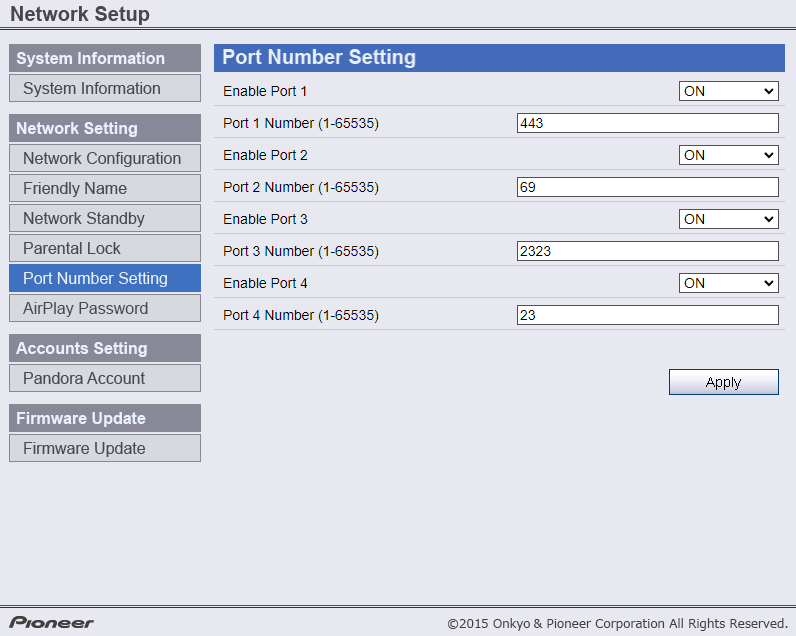 Network Setup
System Information
System Information
Network Setting
Network Configuration
Friendly Name
Network Standby
Parental Lock
Port Number Setting
AirPlay Password
Accounts Setting
Pandora Account
Firmware Update
Firmware Update
Port Number Setting
Enable Port 1 ON
Port 1 Number (1-65535) 443
Enable Port 2 ON
Port 2 Number (1-65535) 69
Enable Port 3 ON
Port 3 Number (1-65535) 2323
Enable Port 4 ON
Port 4 Number (1-65535) 23
Apply
Pioneer
©2015 Onkyo & Pioneer Corporation All Rights Reserved.